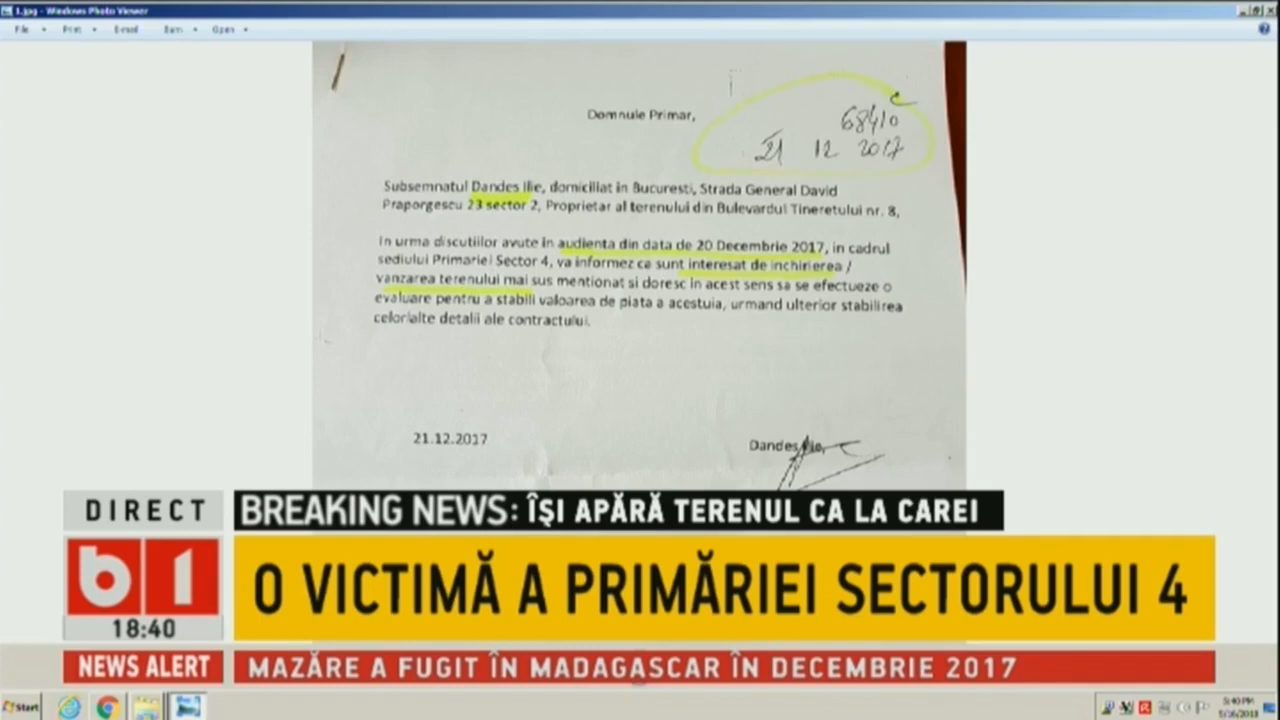 1.jpg - Windows Photo Viewer
File Print E-mail Burn Open
Domnule Primar,
68410
21 12 2017
Subsemnatul Dandes Ilie, domiciliat in Bucuresti, Strada General David
Praporgescu 23 sector 2, Proprietar al terenului din Bulevardul Tineretului nr. 8,
In urma discutiilor avute in audienta din data de 20 Decembrie 2017, in cadrul
sediului Primariei Sector 4, va informez ca sunt interesat de inchirierea /
vanzarea terenului mai sus mentionat si doresc in acest sens sa se efectueze o
evaluare pentru a stabili valoarea de piata a acestuia, urmand ulterior stabilirea
celorlalte detalii ale contractului.
21.12.2017
Dandes Ilie,
DIRECT
BREAKING NEWS: ÎȘI APĂRĂ TERENUL CA LA CAREI
b1
O VICTIMĂ A PRIMĂRIEI SECTORULUI 4
18:40
NEWS ALERT
MAZĂRE A FUGIT ÎN MADAGASCAR ÎN DECEMBRIE 2017
Start
5:40 PM